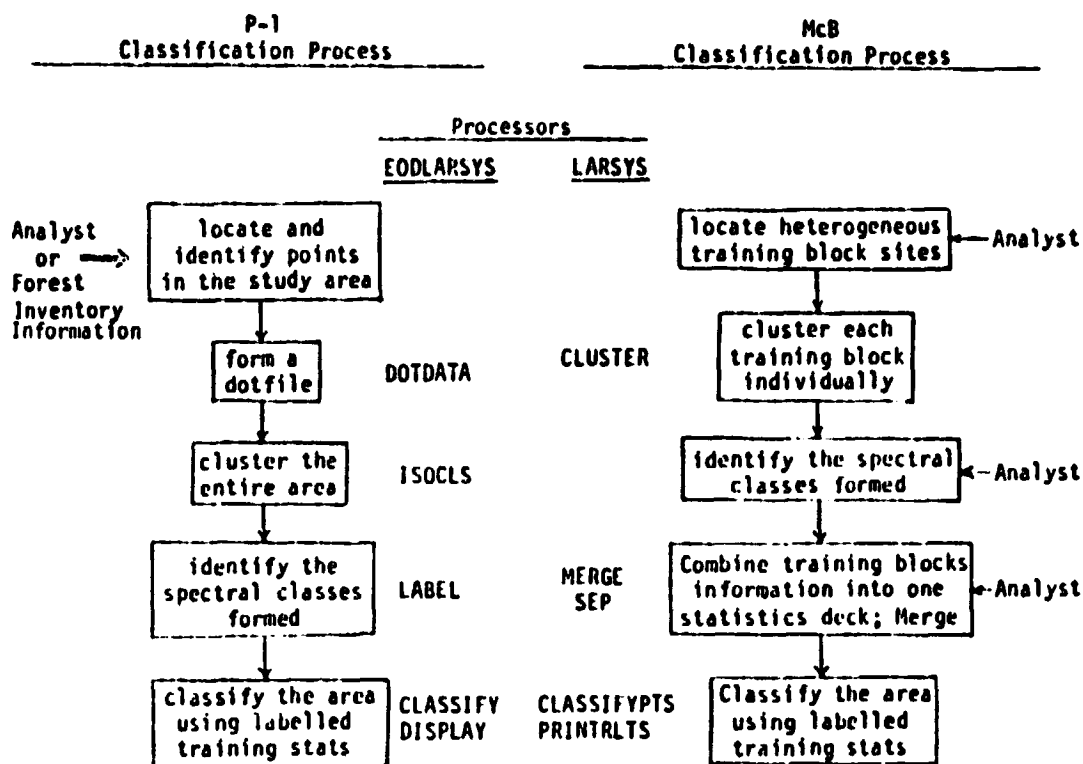 P-1
Classification Process
McB
Classification Process
Processors
EODLARSYS
LARSYS
Analyst
or
Forest
Inventory
Information
locate and
identify points
in the study area
form a
dotfile
DOTDATA
cluster the
entire area
ISOCLS
identify the
spectral classes
formed
LABEL
classify the area
using labelled
training stats
CLASSIFY
DISPLAY
locate heterogeneous
training block sites
Analyst
CLUSTER
cluster each
training block
individually
identify the spectral
classes formed
Analyst
MERGE
SEP
Combine training blocks
information into one
statistics deck; Merge
Analyst
CLASSIFYPTS
PRINTRLTS
Classify the area
using labelled
training stats